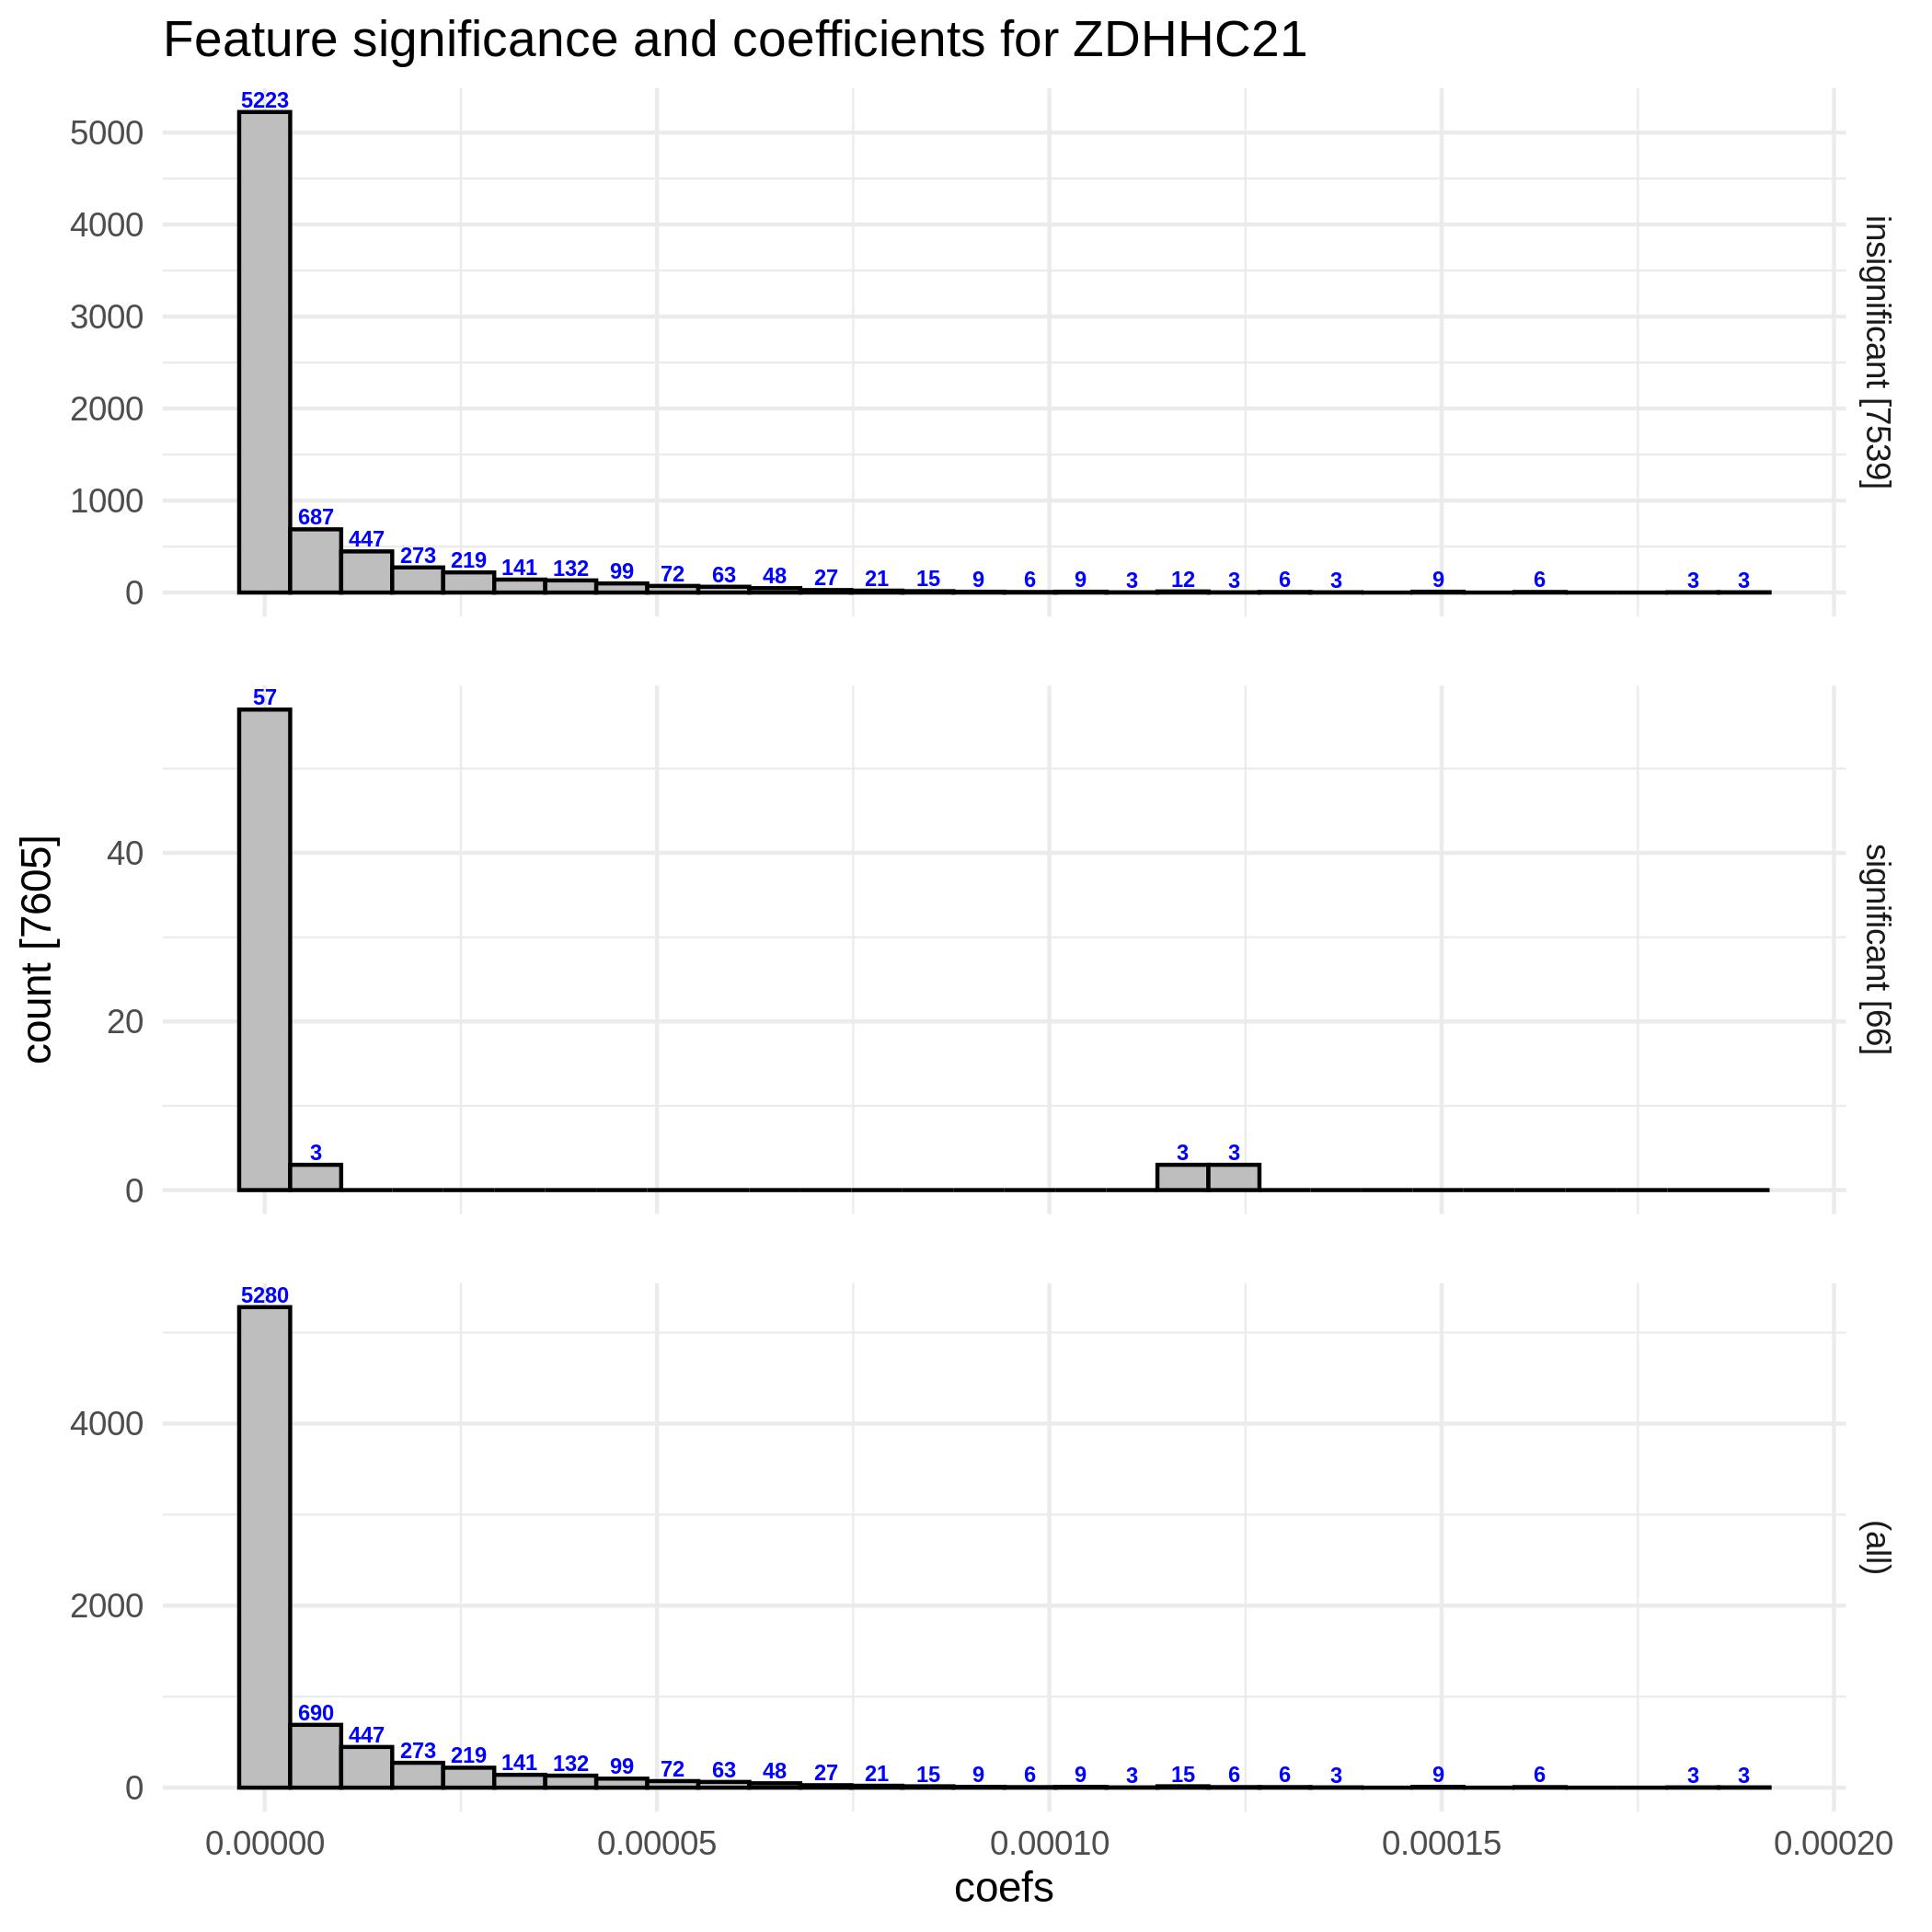 Feature significance and coefficients for ZDHHC21
5223
5000
4000
3000
2000
1000
0
687
447
273 219 141 132 99 72 63 48 27 21 15 9 6 9 3 12 3 6 3 9 6 3 3
insignificant [7539]
57
40
20
0
3
3 3
significant [66]
count [7605]
5280
4000
2000
0
690
447
273 219 141 132 99 72 63 48 27 21 15 9 6 9 3 15 6 6 3 9 6 3 3
(all)
0.00000 0.00005 0.00010 0.00015 0.00020
coefs